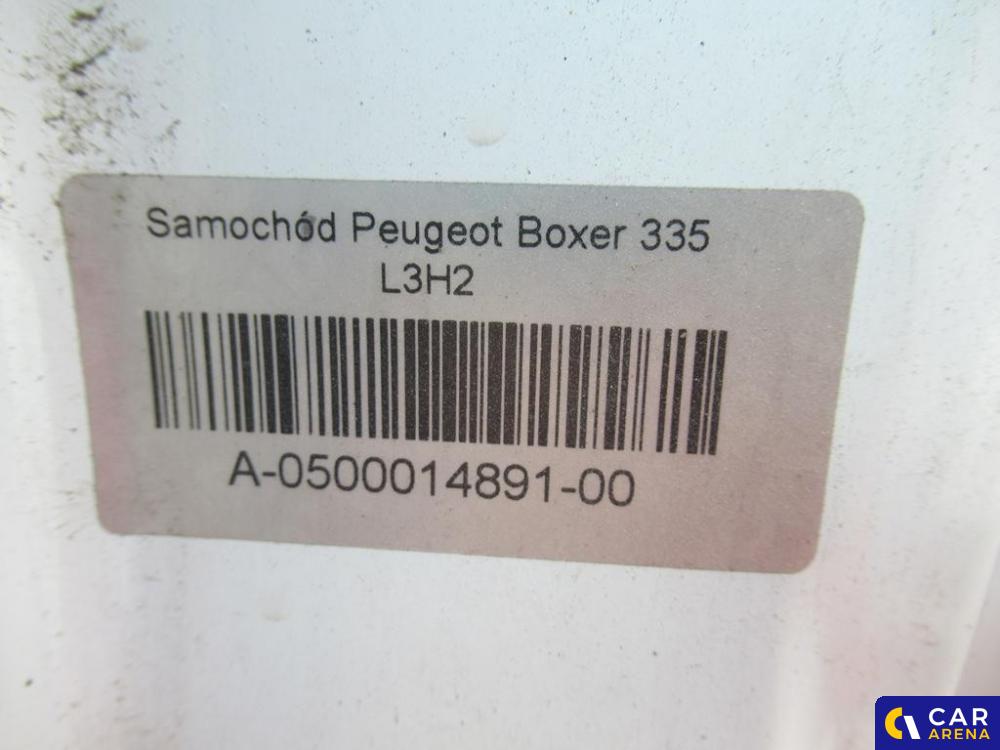 Samochód Peugeot Boxer 335
L3H2
A-0500014891-00
CAR
ARENA